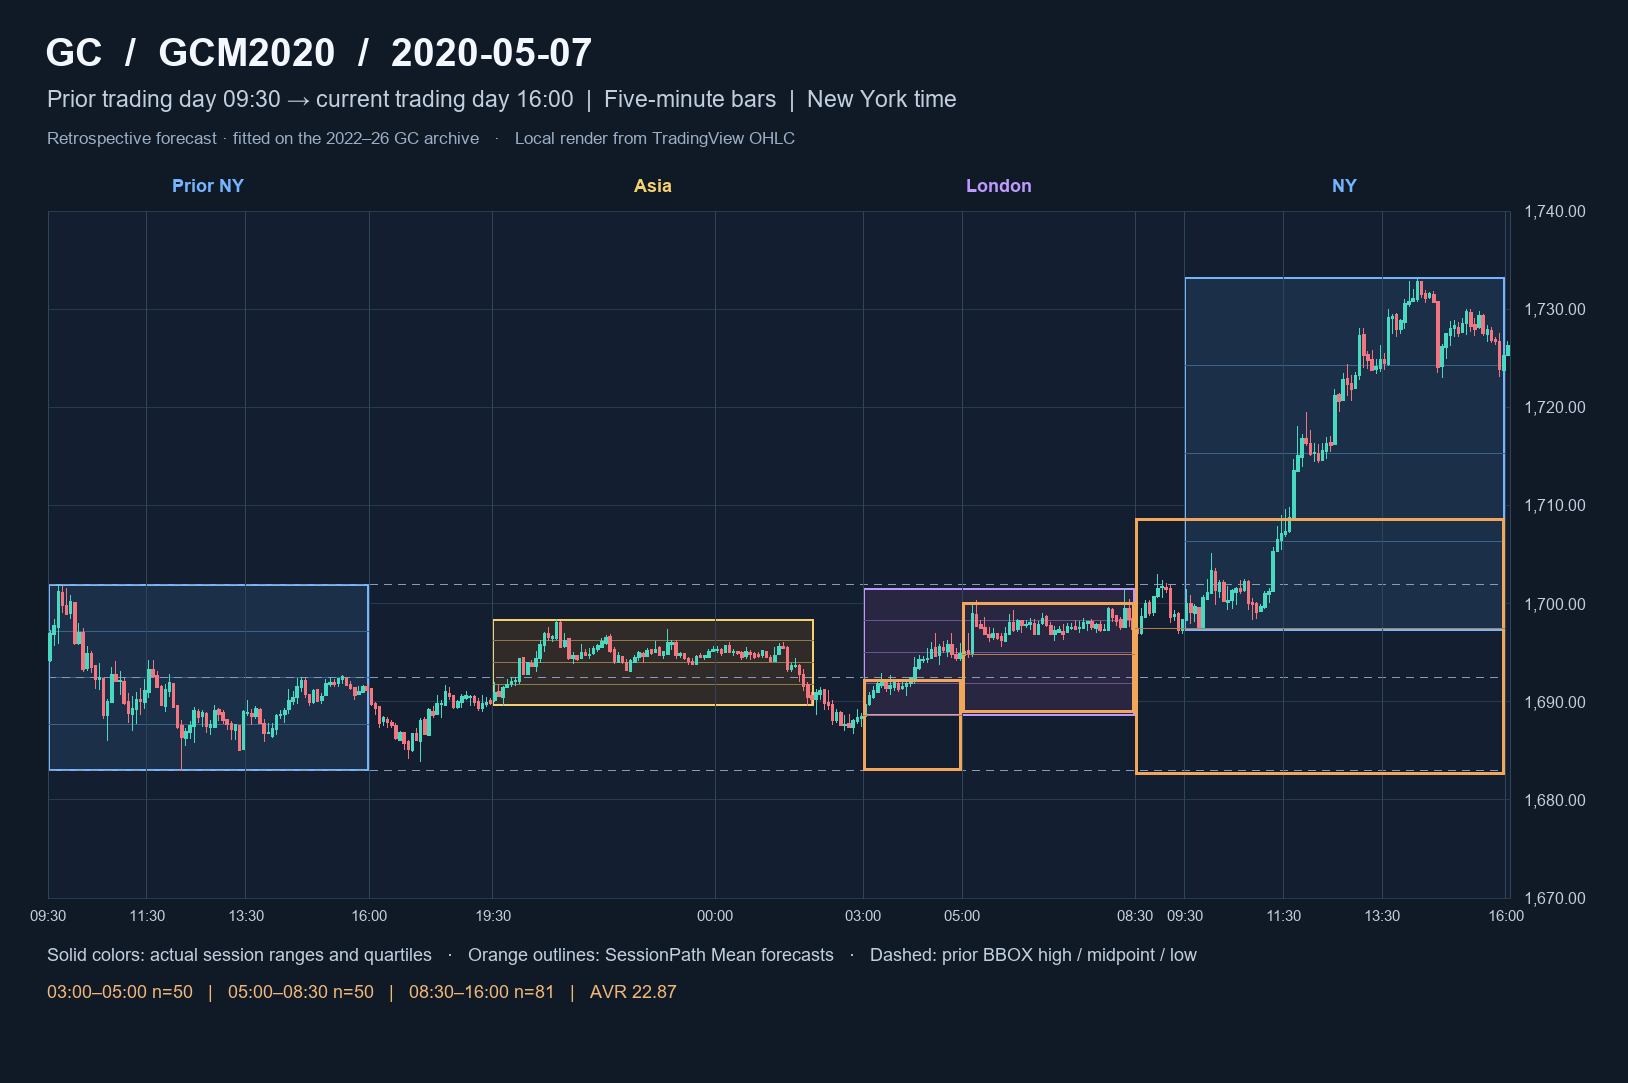 GC / GCM2020 / 2020-05-07
Prior trading day 09:30 → current trading day 16:00 | Five-minute bars | New York time
Retrospective forecast · fitted on the 2022–26 GC archive · Local render from TradingView OHLC
Prior NY Asia London NY
1,740.00
1,730.00
1,720.00
1,710.00
1,700.00
1,690.00
1,680.00
1,670.00
09:30 11:30 13:30 16:00 19:30 00:00 03:00 05:00 08:30 09:30 11:30 13:30 16:00
Solid colors: actual session ranges and quartiles · Orange outlines: SessionPath Mean forecasts · Dashed: prior BBOX high / midpoint / low
03:00–05:00 n=50 | 05:00–08:30 n=50 | 08:30–16:00 n=81 | AVR 22.87